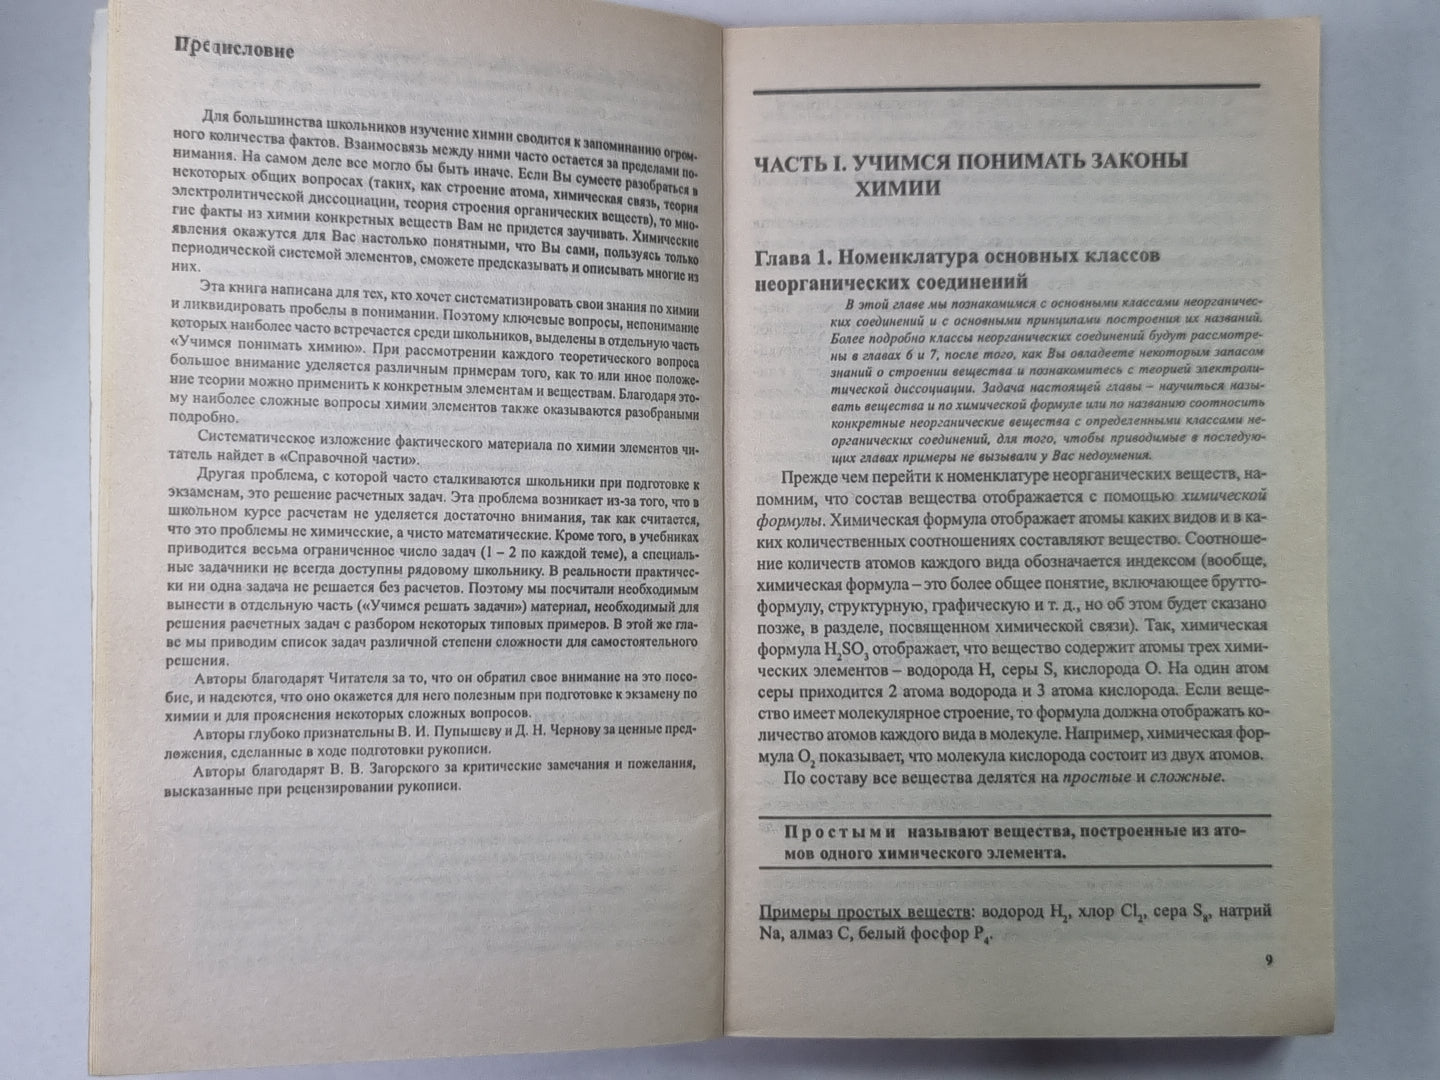 Предисловие
Для большинства школьников изучение химии сводится к запоминанию огром-
ного количества фактов. Взаимосвязь между ними часто остается за пределами по-
нимания. На самом деле все могло бы быть иначе. Если Вы сумеете разобраться в
некоторых общих вопросах (таких, как строение атома, химическая связь, теория
электролитической диссоциации, теория строения органических веществ), то мно-
гие факты из химии конкретных веществ Вам не придется заучивать. Химические
явления окажутся для Вас настолько понятными, что Вы сами, пользуясь только
периодической системой элементов, сможете предсказывать и описывать многие из
них.
Эта книга написана для тех, кто хочет систематизировать свои знания по химии
и ликвидировать пробелы в понимании. Поэтому ключевые вопросы, непонимание
которых наиболее часто встречается среди школьников, выделены в отдельную часть
«Учимся понимать химию». При рассмотрении каждого теоретического вопроса
большое внимание уделяется различным примерам того, как то или иное положе-
ние теории можно применить к конкретным элементам и веществам. Благодаря это-
му наиболее сложные вопросы химии элементов также оказываются разобраными
подробно.
Систематическое изложение фактического материала по химии элементов чи-
татель найдет в «Справочной части».
Другая проблема, с которой часто сталкиваются школьники при подготовке к
экзаменам, это решение расчетных задач. Эта проблема возникает из-за того, что в
школьном курсе расчетам не уделяется достаточно внимания, так как считается,
что это проблемы не химические, а чисто математические. Кроме того, в учебниках
приводится весьма ограниченное число задач (1 – 2 по каждой теме), а специаль-
ные задачники не всегда доступны рядовому школьнику. В реальности практичес-
ки ни одна задача не решается без расчетов. Поэтому мы посчитали необходимым
вынести в отдельную часть («Учимся решать задачи») материал, необходимый для
решения расчетных задач с разбором некоторых типовых примеров. В этой же гла-
ве мы приводим список задач различной степени сложности для самостоятельного
решения.
Авторы благодарят Читателя за то, что он обратил свое внимание на это посо-
бие, и надеются, что оно окажется для него полезным при подготовке к экзамену по
химии и для прояснения некоторых сложных вопросов.
Авторы глубоко признательны В. И. Пупышеву и Д. Н. Чернову за ценные пред-
ложения, сделанные в ходе подготовки рукописи.
Авторы благодарят В. В. Загорского за критические замечания и пожелания,
высказанные при рецензировании рукописи.
ЧАСТЬ I. УЧИМСЯ ПОНИМАТЬ ЗАКОНЫ
ХИМИИ
Глава 1. Номенклатура основных классов
неорганических соединений
В этой главе мы познакомимся с основными классами неорганичес-
ких соединений и с основными принципами построения их названий.
Более подробно классы неорганических соединений будут рассмотре-
ны в главах 6 и 7, после того, как Вы овладеете некоторым запасом
знаний о строении вещества и познакомитесь с теорией электроли-
тической диссоциации. Задача настоящей главы – научиться назы-
вать вещества и по химической формуле или по названию соотносить
конкретные неорганические вещества с определенными классами не-
органических соединений, для того, чтобы приводимые в последую-
щих главах примеры не вызывали у Вас недоумения.
Прежде чем перейти к номенклатуре неорганических веществ, на-
помним, что состав вещества отображается с помощью химической
формулы. Химическая формула отображает атомы каких видов и в ка-
ких количественных соотношениях составляют вещество. Соотноше-
ние количеств атомов каждого вида обозначается индексом (вообще,
химическая формула – это более общее понятие, включающее брутто-
формулу, структурную, графическую и т. д., но об этом будет сказано
позже, в разделе, посвященном химической связи). Так, химическая
формула H₂SO₃ отображает, что вещество содержит атомы трех хими-
ческих элементов – водорода H, серы S, кислорода O. На один атом
серы приходится 2 атома водорода и 3 атома кислорода. Если веще-
ство имеет молекулярное строение, то формула должна отображать ко-
личество атомов каждого вида в молекуле. Например, химическая фор-
мула O₂ показывает, что молекула кислорода состоит из двух атомов.
По составу все вещества делятся на простые и сложные.
Простыми называют вещества, построенные из ато-
мов одного химического элемента.
Примеры простых веществ: водород H₂, хлор Cl₂, сера S₈, натрий
Na, алмаз C, белый фосфор P₄.
9